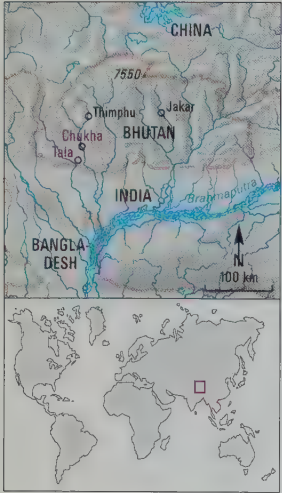 CHINA
7550
Thimphu
Jakar
Chukha
BHUTAN
Tala
INDIA
Brahmaputra
BANGLA
DESH
N
100 km